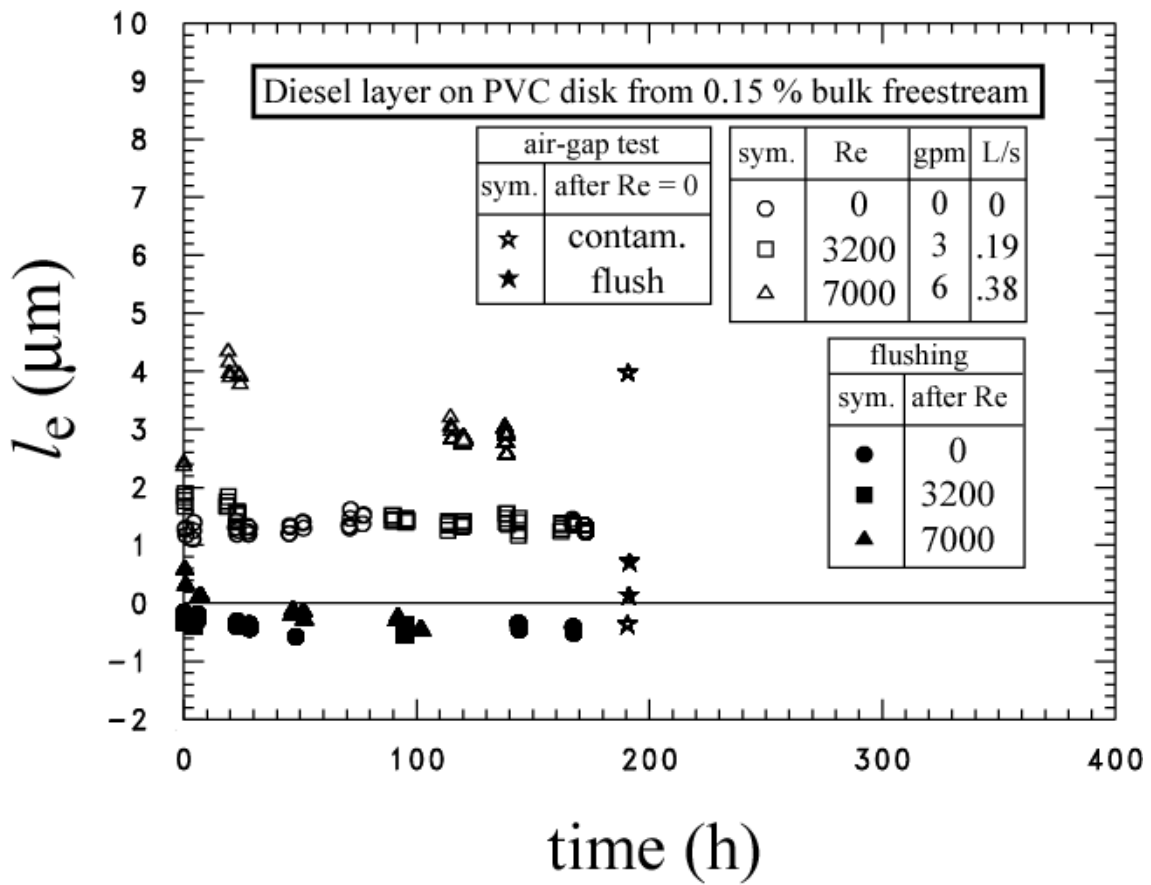 10
9
8
7
6
5
4
3
2
1
0
-1
-2
le (μm)
Diesel layer on PVC disk from 0.15 % bulk freestream
air-gap test
sym. after Re = 0
contam.
flush
sym. Re gpm L/s
0 0 0
3200 3 .19
7000 6 .38
flushing
sym. after Re
0
3200
7000
0 100 200 300 400
time (h)